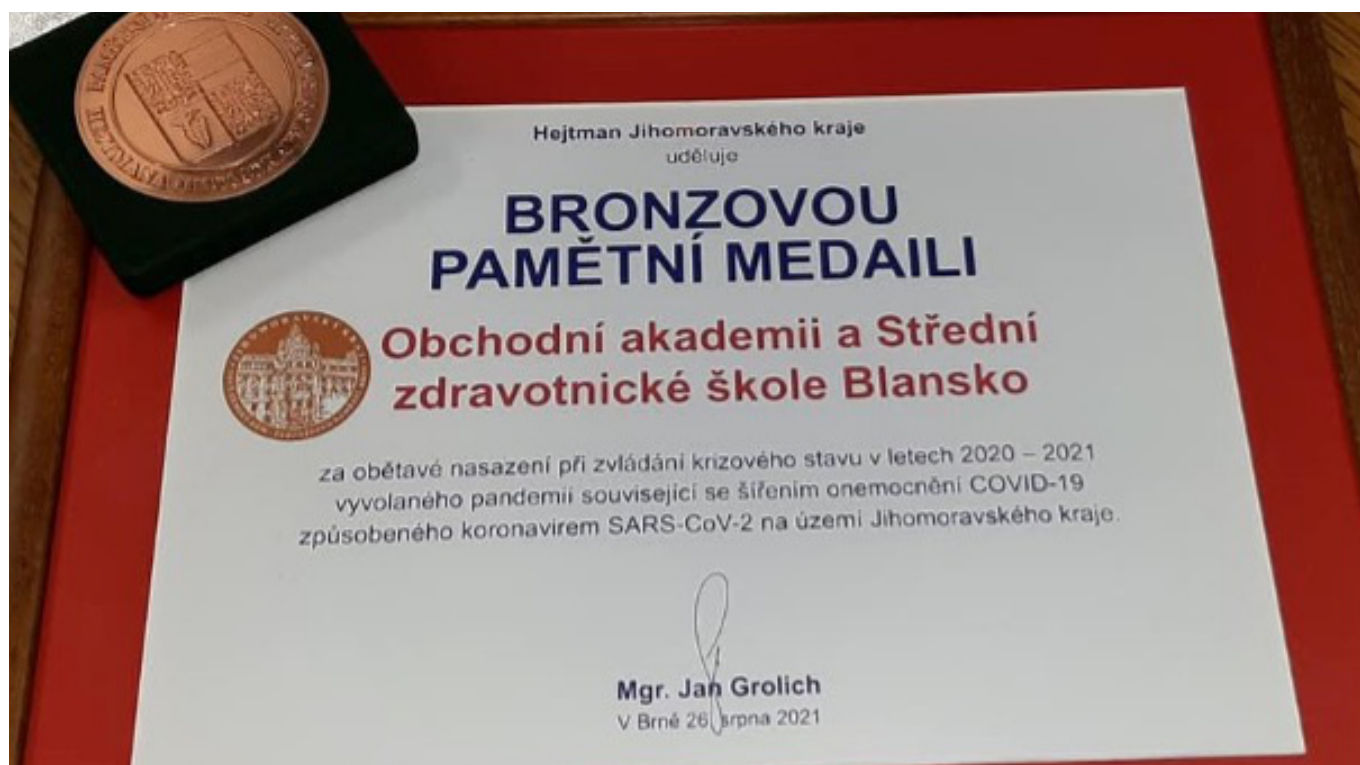 Hejtman Jihomoravského kraje
uděluje
BRONZOVOU
PAMĚTNÍ MEDAILI
Obchodní akademii a Střední
zdravotnické škole Blansko
za obětavé nasazení při zvládání krizového stavu v letech 2020 – 2021
vyvolaného pandemií související se šířením onemocnění COVID-19
způsobeného koronavirem SARS-CoV-2 na území Jihomoravského kraje.
Mgr. Jan Grolich
V Brně 26. srpna 2021